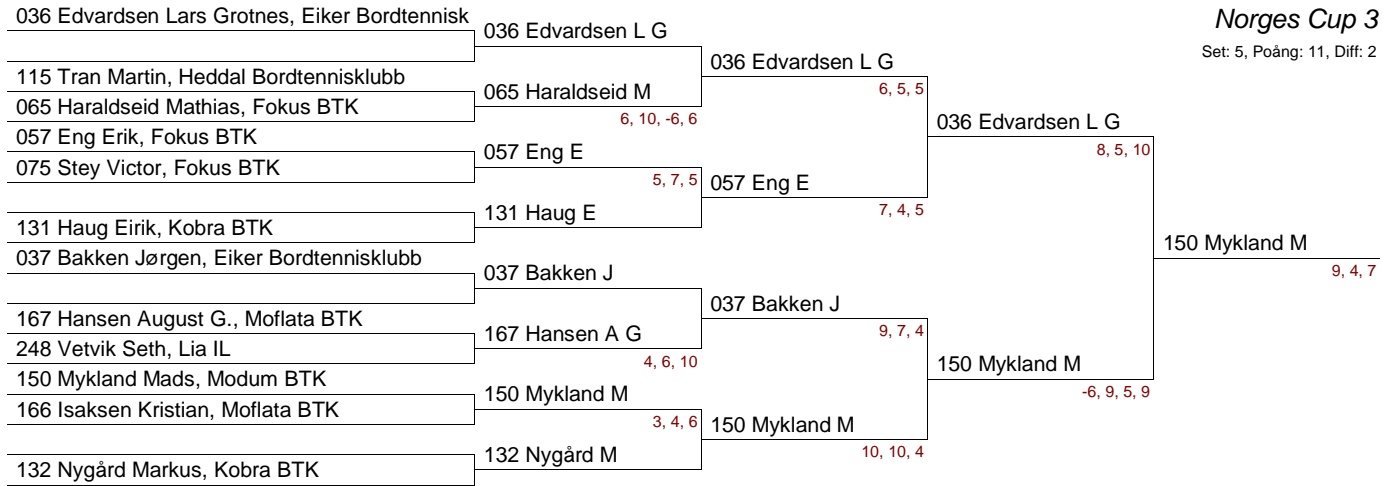 Norges Cup 3
Set: 5, Poång: 11, Diff: 2
036 Edvardsen Lars Grotnes, Eiker Bordtennisk
115 Tran Martin, Heddal Bordtennisklubb
065 Haraldseid Mathias, Fokus BTK
057 Eng Erik, Fokus BTK
075 Stey Victor, Fokus BTK
131 Haug Eirik, Kobra BTK
037 Bakken Jørgen, Eiker Bordtennisklubb
167 Hansen August G., Moflata BTK
248 Vetvik Seth, Lia IL
150 Mykland Mads, Modum BTK
166 Isaksen Kristian, Moflata BTK
132 Nygård Markus, Kobra BTK
036 Edvardsen L G
065 Haraldseid M
6, 10, -6, 6
057 Eng E
5, 7, 5
131 Haug E
037 Bakken J
167 Hansen A G
4, 6, 10
150 Mykland M
3, 4, 6
132 Nygård M
036 Edvardsen L G
6, 5, 5
057 Eng E
7, 4, 5
037 Bakken J
9, 7, 4
150 Mykland M
10, 10, 4
036 Edvardsen L G
8, 5, 10
150 Mykland M
-6, 9, 5, 9
150 Mykland M
9, 4, 7